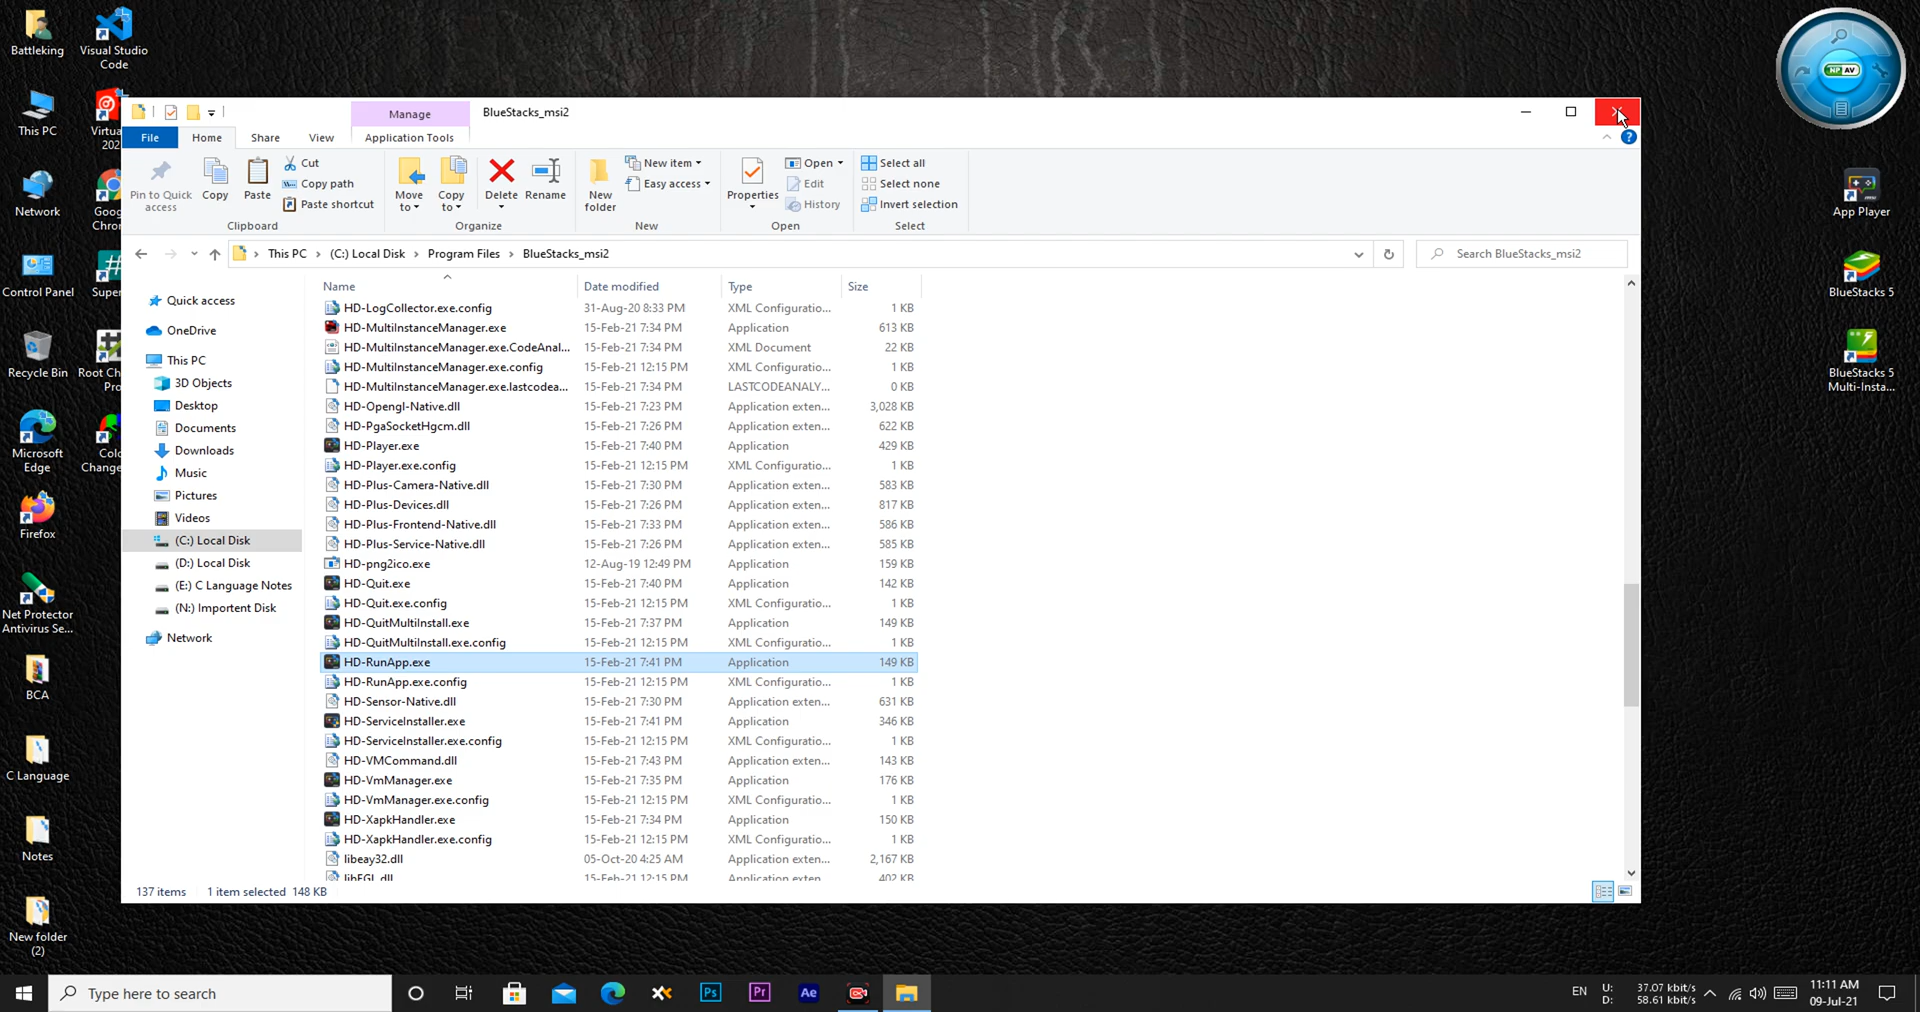 Battleking
Visual Studio
Code
This PC
Virtua
202
Network
Goog
Chron
Control Panel
Super
Recycle Bin
Root Ch
Pro
Microsoft
Edge
Colo
Change
Firefox
Net Protector
Antivirus Se...
BCA
C Language
Notes
New folder
(2)
HP AV
App Player
BlueStacks 5
BlueStacks 5
Multi-Insta...
Manage
BlueStacks_msi2
File
Home
Share
View
Application Tools
Pin to Quick
access
Copy
Paste
Cut
Copy path
Paste shortcut
Clipboard
Move
to
Copy
to
Delete
Rename
Organize
New
folder
New item
Easy access
New
Properties
Open
Edit
History
Open
Select all
Select none
Invert selection
Select
This PC > (C:) Local Disk > Program Files > BlueStacks_msi2
Search BlueStacks_msi2
Quick access
OneDrive
This PC
3D Objects
Desktop
Documents
Downloads
Music
Pictures
Videos
(C:) Local Disk
(D:) Local Disk
(E:) C Language Notes
(N:) Importent Disk
Network
Name Date modified Type Size
HD-LogCollector.exe.config 31-Aug-20 8:33 PM XML Configuratio... 1 KB
HD-MultiInstanceManager.exe 15-Feb-21 7:34 PM Application 613 KB
HD-MultiInstanceManager.exe.CodeAnal... 15-Feb-21 7:34 PM XML Document 22 KB
HD-MultiInstanceManager.exe.config 15-Feb-21 12:15 PM XML Configuratio... 1 KB
HD-MultiInstanceManager.exe.lastcodea... 15-Feb-21 7:34 PM LASTCODEANALY... 0 KB
HD-Opengl-Native.dll 15-Feb-21 7:23 PM Application exten... 3,028 KB
HD-PgaSocketHgcm.dll 15-Feb-21 7:26 PM Application exten... 622 KB
HD-Player.exe 15-Feb-21 7:40 PM Application 429 KB
HD-Player.exe.config 15-Feb-21 12:15 PM XML Configuratio... 1 KB
HD-Plus-Camera-Native.dll 15-Feb-21 7:30 PM Application exten... 583 KB
HD-Plus-Devices.dll 15-Feb-21 7:26 PM Application exten... 817 KB
HD-Plus-Frontend-Native.dll 15-Feb-21 7:33 PM Application exten... 586 KB
HD-Plus-Service-Native.dll 15-Feb-21 7:26 PM Application exten... 585 KB
HD-png2ico.exe 12-Aug-19 12:49 PM Application 159 KB
HD-Quit.exe 15-Feb-21 7:40 PM Application 142 KB
HD-Quit.exe.config 15-Feb-21 12:15 PM XML Configuratio... 1 KB
HD-QuitMultiInstall.exe 15-Feb-21 7:37 PM Application 149 KB
HD-QuitMultiInstall.exe.config 15-Feb-21 12:15 PM XML Configuratio... 1 KB
HD-RunApp.exe 15-Feb-21 7:41 PM Application 149 KB
HD-RunApp.exe.config 15-Feb-21 12:15 PM XML Configuratio... 1 KB
HD-Sensor-Native.dll 15-Feb-21 7:30 PM Application exten... 631 KB
HD-ServiceInstaller.exe 15-Feb-21 7:41 PM Application 346 KB
HD-ServiceInstaller.exe.config 15-Feb-21 12:15 PM XML Configuratio... 1 KB
HD-VMCommand.dll 15-Feb-21 7:43 PM Application exten... 143 KB
HD-VmManager.exe 15-Feb-21 7:35 PM Application 176 KB
HD-VmManager.exe.config 15-Feb-21 12:15 PM XML Configuratio... 1 KB
HD-XapkHandler.exe 15-Feb-21 7:34 PM Application 150 KB
HD-XapkHandler.exe.config 15-Feb-21 12:15 PM XML Configuratio... 1 KB
libeay32.dll 05-Oct-20 4:25 AM Application exten... 2,167 KB
libEGL.dll 15-Feb-21 12:15 PM Application exten... 402 KB
137 items 1 item selected 148 KB
Type here to search
Ps
Pr
Ae
EN
U: 37.07 kbit/s
D: 58.61 kbit/s
11:11 AM
09-Jul-21